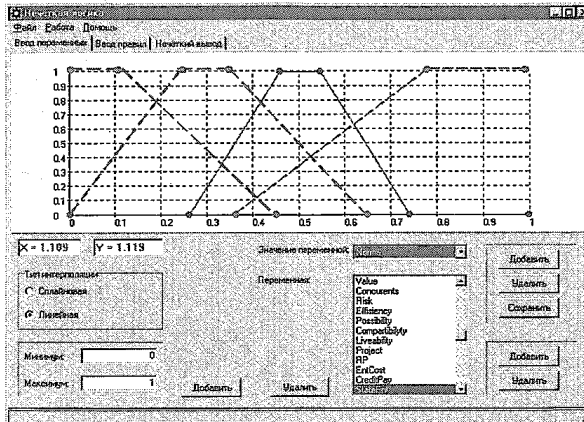 Нечеткая логика
Файл Работа Помощь
Ввод переменных Ввод правил Нечеткий вывод
1
0.9
0.8
0.7
0.6
0.5
0.4
0.3
0.2
0.1
0
0 0.1 0.2 0.3 0.4 0.5 0.6 0.7 0.8 0.9 1
X = 1.109 Y = 1.119
Значение переменной:
Добавить
Удалить
Сохранить
Тип интерполяции
Сплайновая
Линейная
Переменная:
Value
Concurents
Risk
Efficiency
Possibility
Compatibilyty
Liveability
Project
RP
EntCost
CreditPay
Минимум: 0
Максимум: 1
Добавить
Удалить
Добавить
Удалить